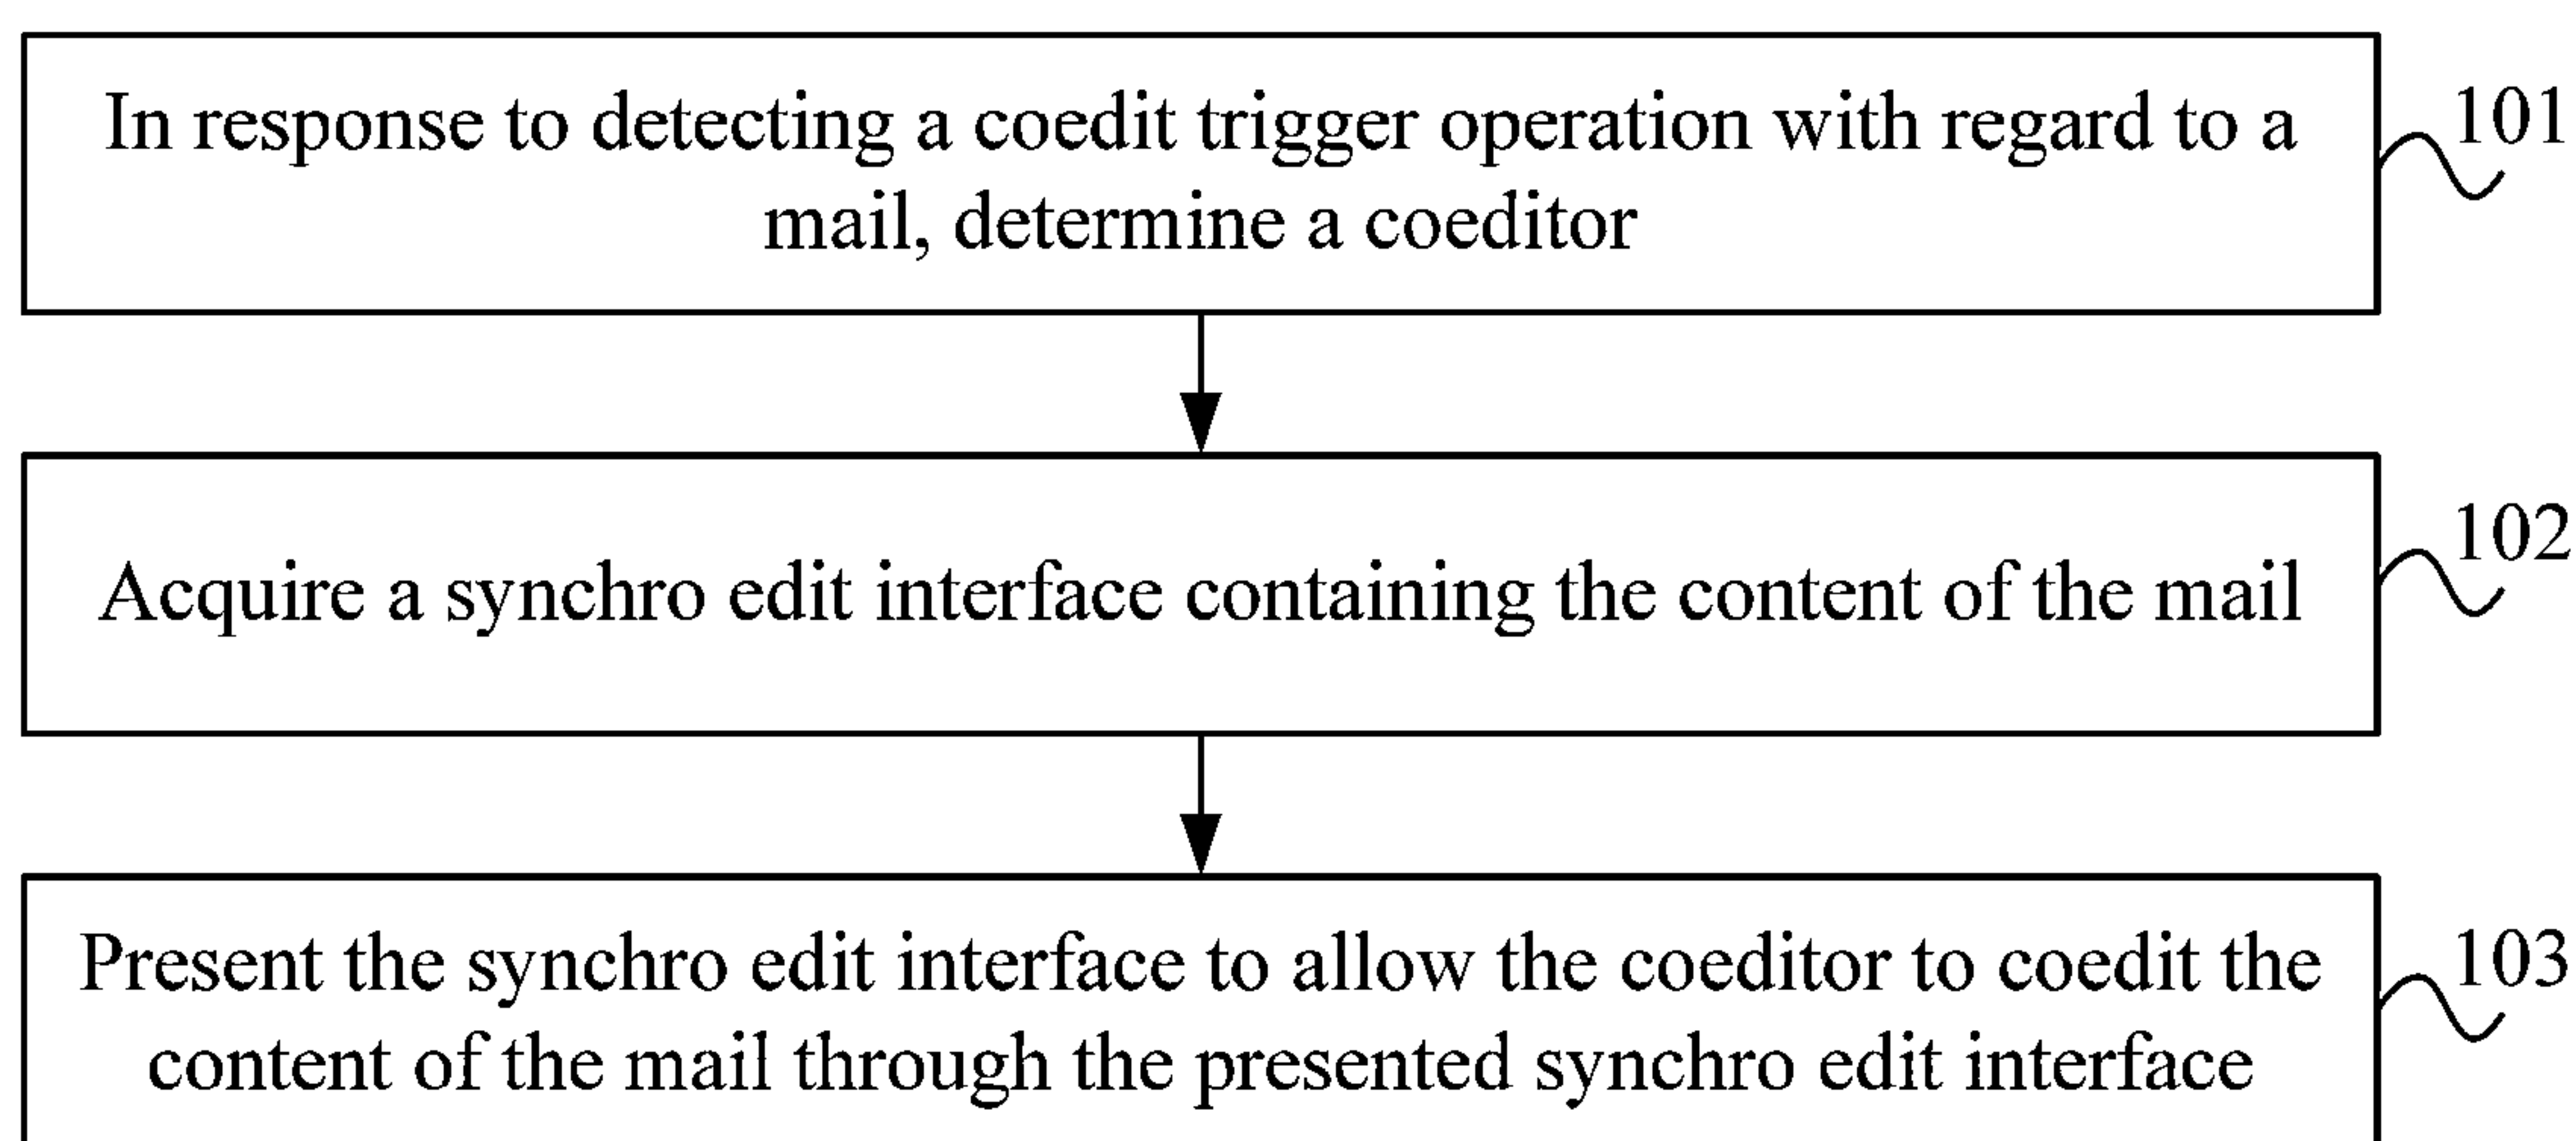 In response to detecting a coedit trigger operation with regard to a
mail, determine a coeditor
101
Acquire a synchro edit interface containing the content of the mail
102
Present the synchro edit interface to allow the coeditor to coedit the
content of the mail through the presented synchro edit interface
103